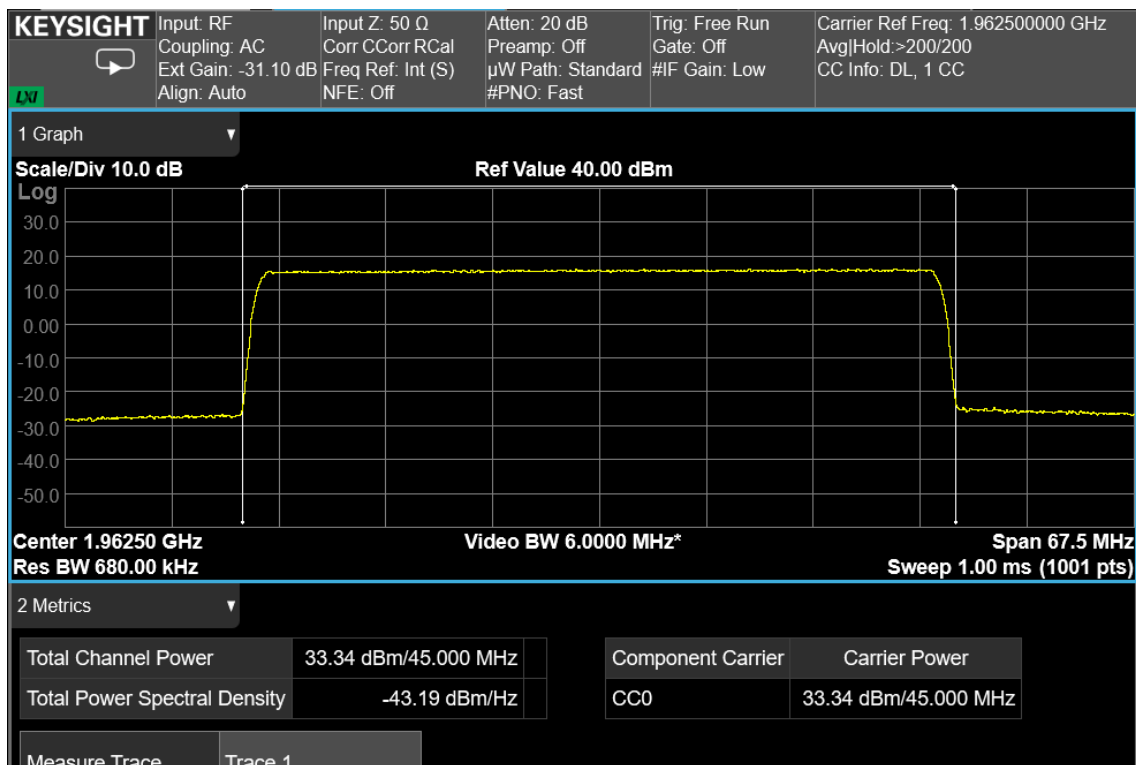 KEYSIGHT
LXI
Input: RF
Coupling: AC
Ext Gain: -31.10 dB
Align: Auto
Input Z: 50 Ω
Corr CCorr RCal
Freq Ref: Int (S)
NFE: Off
Atten: 20 dB
Preamp: Off
µW Path: Standard
#PNO: Fast
Trig: Free Run
Gate: Off
#IF Gain: Low
Carrier Ref Freq: 1.962500000 GHz
Avg|Hold:>200/200
CC Info: DL, 1 CC
1 Graph
Scale/Div 10.0 dB
Ref Value 40.00 dBm
Log
30.0
20.0
10.0
0.00
-10.0
-20.0
-30.0
-40.0
-50.0
Center 1.96250 GHz
Video BW 6.0000 MHz*
Span 67.5 MHz
Res BW 680.00 kHz
Sweep 1.00 ms (1001 pts)
2 Metrics
Total Channel Power 33.34 dBm/45.000 MHz
Total Power Spectral Density -43.19 dBm/Hz
Component Carrier Carrier Power
CC0 33.34 dBm/45.000 MHz
Measure Trace Trace 1